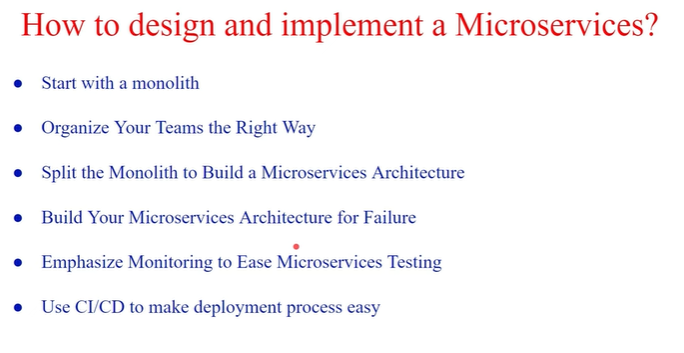 How to design and implement a Microservices?
● Start with a monolith
● Organize Your Teams the Right Way
● Split the Monolith to Build a Microservices Architecture
● Build Your Microservices Architecture for Failure
● Emphasize Monitoring to Ease Microservices Testing
● Use CI/CD to make deployment process easy